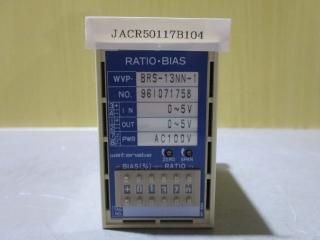 JACR50117B104
RATIO·BIAS
WVP- BRS-13NN-1
NO. 961071758
IN 0~5V
OUT 0~5V
PWR AC100V
watanabe ZERO SPAN
BIAS(%) RATIO